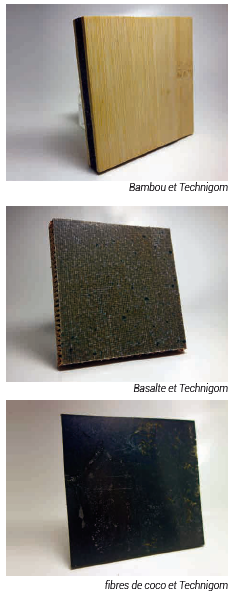 Bambou et Technigom
Basalte et Technigom
fibres de coco et Technigom